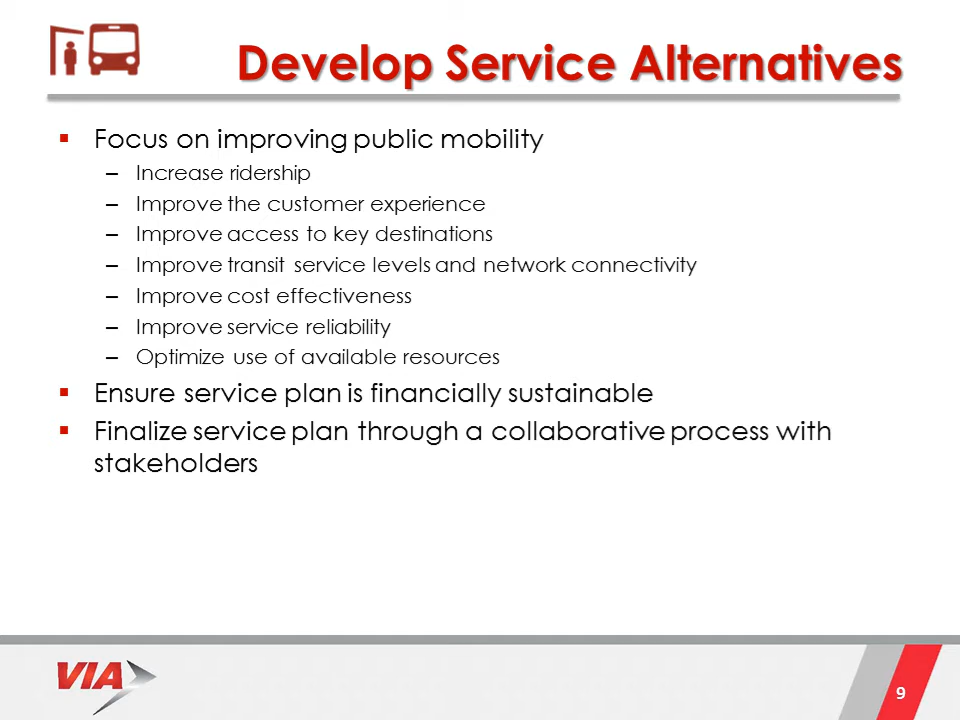 Develop Service Alternatives
▪ Focus on improving public mobility
– Increase ridership
– Improve the customer experience
– Improve access to key destinations
– Improve transit service levels and network connectivity
– Improve cost effectiveness
– Improve service reliability
– Optimize use of available resources
▪ Ensure service plan is financially sustainable
▪ Finalize service plan through a collaborative process with
stakeholders
VIA
9